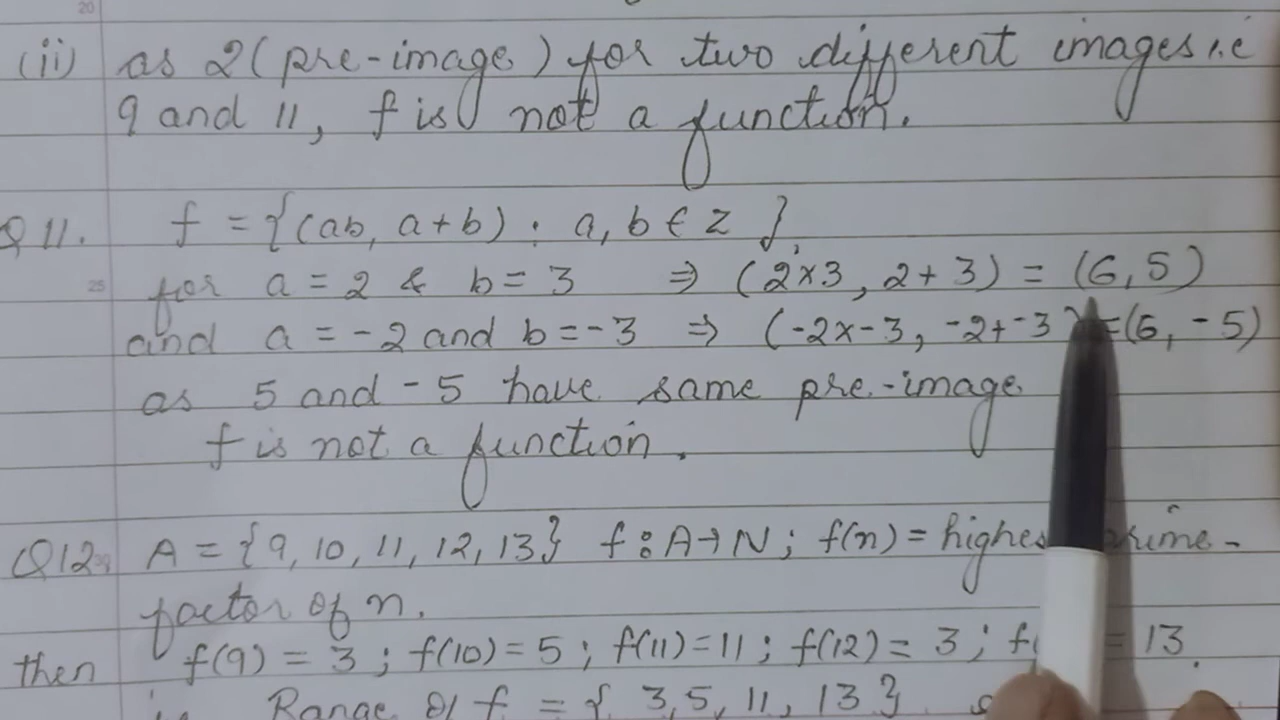 20
(ii) as 2 (pre-image) for two different images i.e
9 and 11, f is not a function.
Q11. f = {(ab, a+b) : a, b ∈ Z},
25 for a = 2 & b = 3 ⇒ (2×3, 2+3) = (6,5)
and a = -2 and b = -3 ⇒ (-2×-3, -2+-3) = (6, -5)
as 5 and -5 have same pre-image
f is not a function.
Q12. A = {9, 10, 11, 12, 13} f : A→N ; f(n) = highes prime-
factor of n.
then f(9) = 3 ; f(10) = 5 ; f(11) = 11 ; f(12) = 3 ; f( = 13.
Range of f = { 3, 5, 11, 13 }